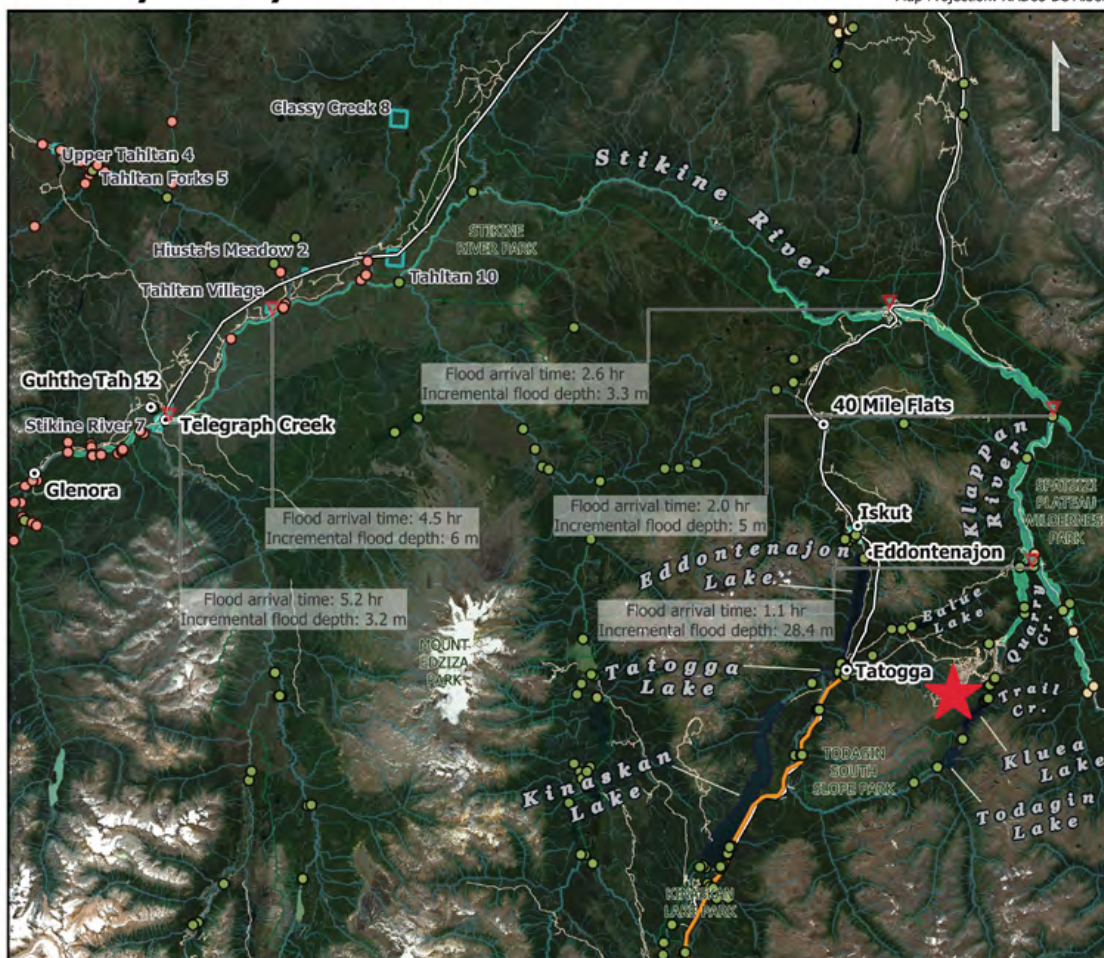 Classy Creek 8
Upper Tahltan 4
Tahltan Forks 5
Stikine River
STIKINE
RIVER PARK
Hiusta's Meadow 2
Tahltan 10
Tahltan Village
Flood arrival time: 2.6 hr
Incremental flood depth: 3.3 m
Guhthe Tah 12
Stikine River 7
Telegraph Creek
40 Mile Flats
Glenora
Klappan
River
SPATSIZI
PLATEAU
WILDERNESS
PARK
Flood arrival time: 4.5 hr
Incremental flood depth: 6 m
Flood arrival time: 2.0 hr
Incremental flood depth: 5 m
Iskut
Eddontenajon
Eddontenajon
Lake
Flood arrival time: 5.2 hr
Incremental flood depth: 3.2 m
Flood arrival time: 1.1 hr
Incremental flood depth: 28.4 m
Ealue
Lake
Quarry
Cr.
MOUNT
EDZIZA
PARK
Tatogga
Lake
Tatogga
Trail
Cr.
Kluea
Lake
Todagin
Lake
TODAGIN
SOUTH
SLOPE PARK
Kinaskan
Lake
KINASKAN
LAKE PARK